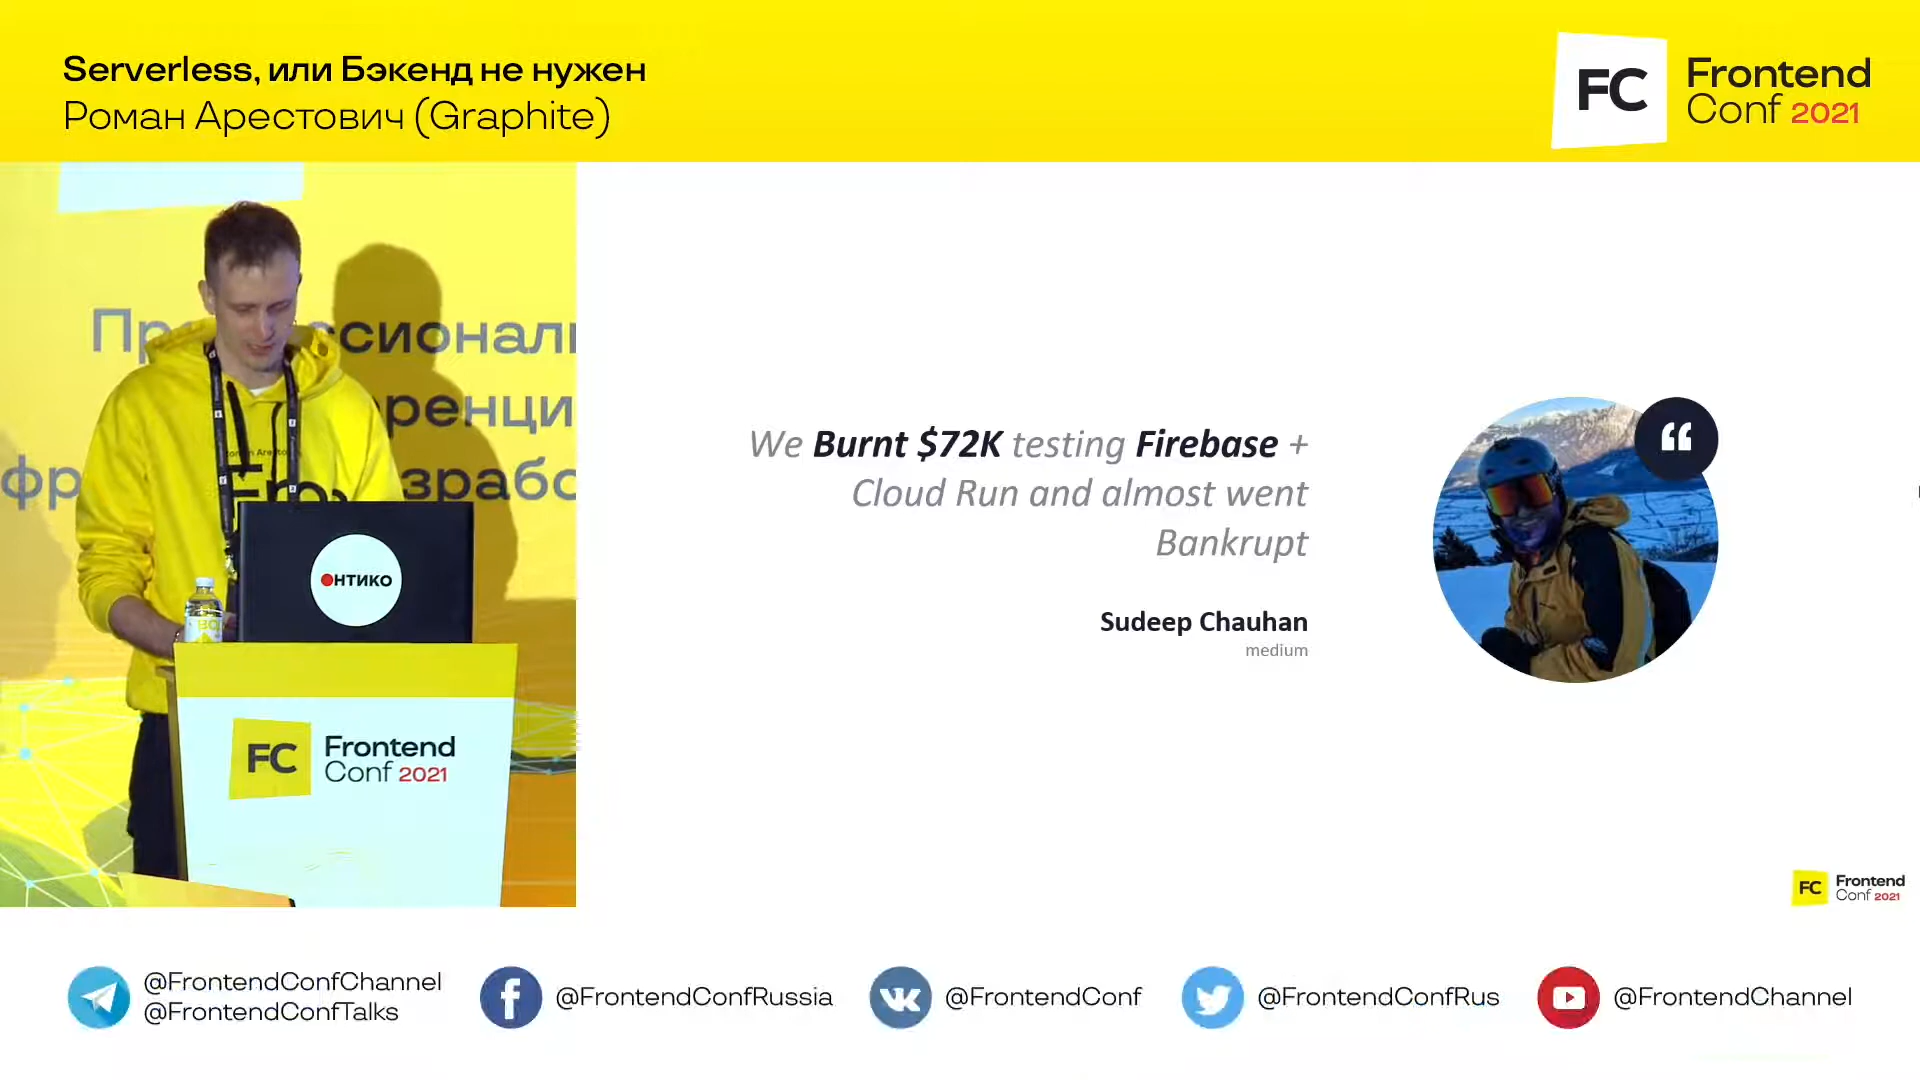 Serverless, или Бэкенд не нужен
Роман Арестович (Graphite)
FC
Frontend
Conf 2021
We Burnt $72K testing Firebase +
Cloud Run and almost went
Bankrupt
Sudeep Chauhan
medium
ОНТИКО
FC
Frontend
Conf 2021
FC
Frontend
Conf 2021
@FrontendConfChannel
@FrontendConfTalks
@FrontendConfRussia
@FrontendConf
@FrontendConfRus
@FrontendChannel